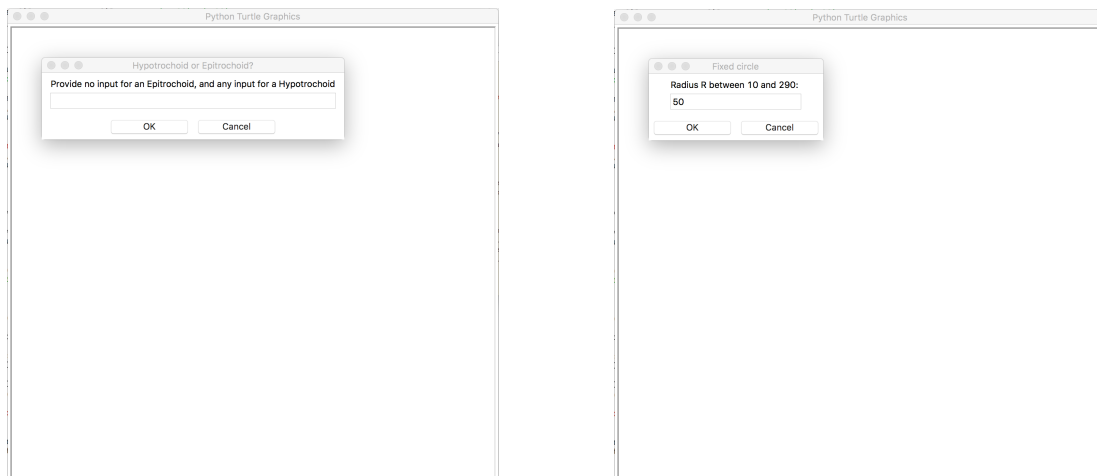 Python Turtle Graphics
Hypotrochoid or Epitrochoid?
Provide no input for an Epitrochoid, and any input for a Hypotrochoid
OK
Cancel
Python Turtle Graphics
Fixed circle
Radius R between 10 and 290:
50
OK
Cancel